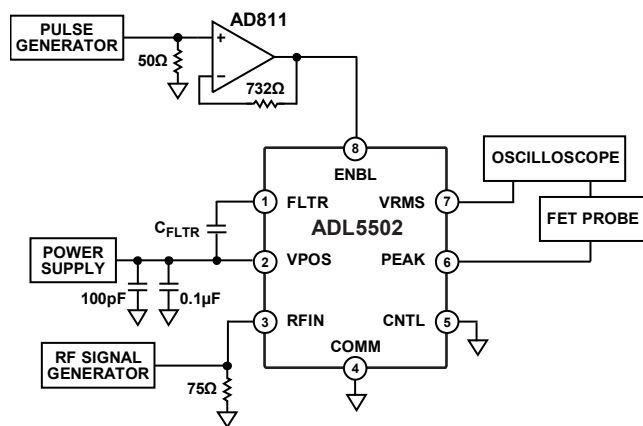 AD811
PULSE
GENERATOR
+
50Ω
−
732Ω
8
ENBL
OSCILLOSCOPE
1
FLTR
VRMS
7
CFLTR
ADL5502
FET PROBE
POWER
SUPPLY
2
VPOS
PEAK
6
100pF
0.1µF
3
RFIN
CNTL
5
COMM
4
RF SIGNAL
GENERATOR
75Ω